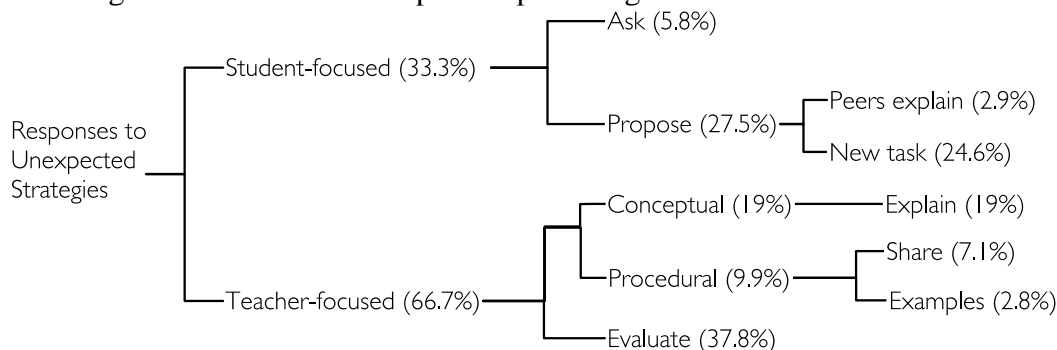 Ask (5.8%)
Student-focused (33.3%)
Peers explain (2.9%)
Propose (27.5%)
New task (24.6%)
Responses to
Unexpected
Strategies
Conceptual (19%)
Explain (19%)
Share (7.1%)
Procedural (9.9%)
Examples (2.8%)
Teacher-focused (66.7%)
Evaluate (37.8%)